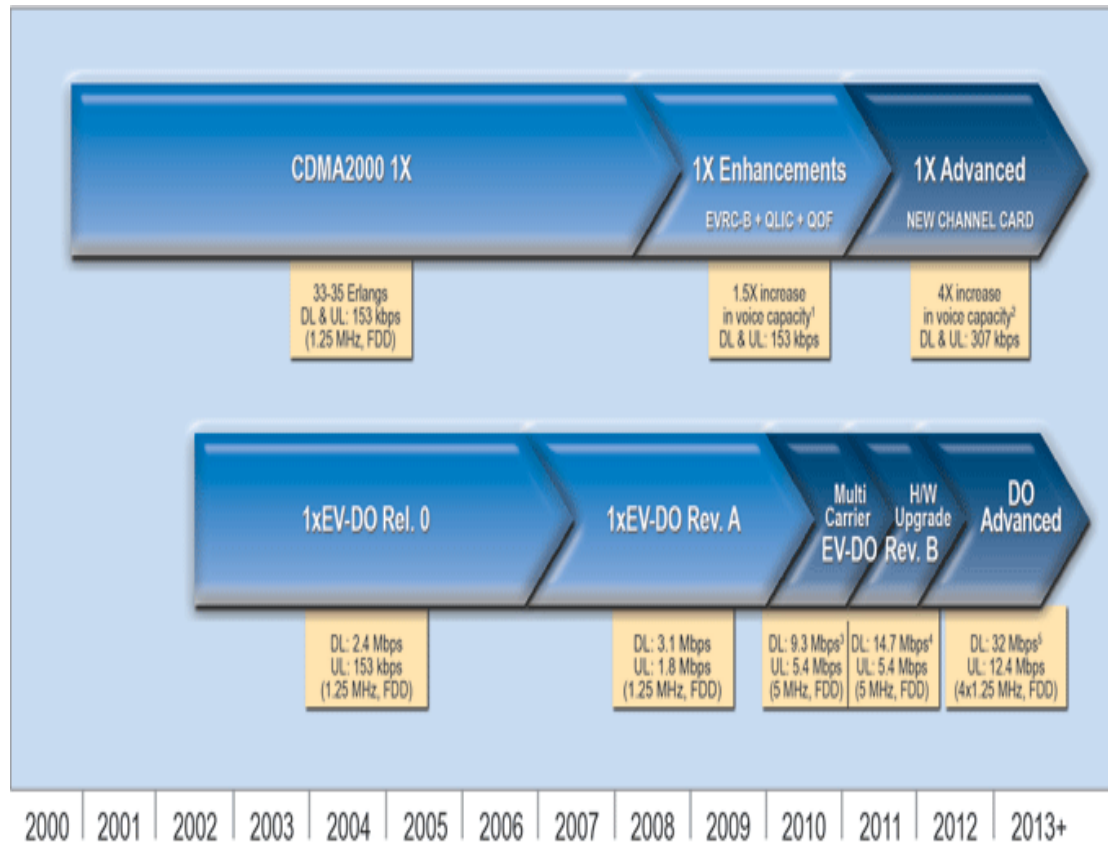 CDMA2000 1X
1X Enhancements
EVRC-B + QLIC + QOF
1X Advanced
NEW CHANNEL CARD
33-35 Erlangs
DL & UL: 153 kbps
(1.25 MHz, FDD)
1.5X increase
in voice capacity¹
DL & UL: 153 kbps
4X increase
in voice capacity²
DL & UL: 307 kbps
1xEV-DO Rel. 0
1xEV-DO Rev. A
Multi
Carrier
H/W
Upgrade
EV-DO Rev. B
DO
Advanced
DL: 2.4 Mbps
UL: 153 kbps
(1.25 MHz, FDD)
DL: 3.1 Mbps
UL: 1.8 Mbps
(1.25 MHz, FDD)
DL: 9.3 Mbps³
UL: 5.4 Mbps
(5 MHz, FDD)
DL: 14.7 Mbps⁴
UL: 5.4 Mbps
(5 MHz, FDD)
DL: 32 Mbps⁵
UL: 12.4 Mbps
(4x1.25 MHz, FDD)
2000 2001 2002 2003 2004 2005 2006 2007 2008 2009 2010 2011 2012 2013+